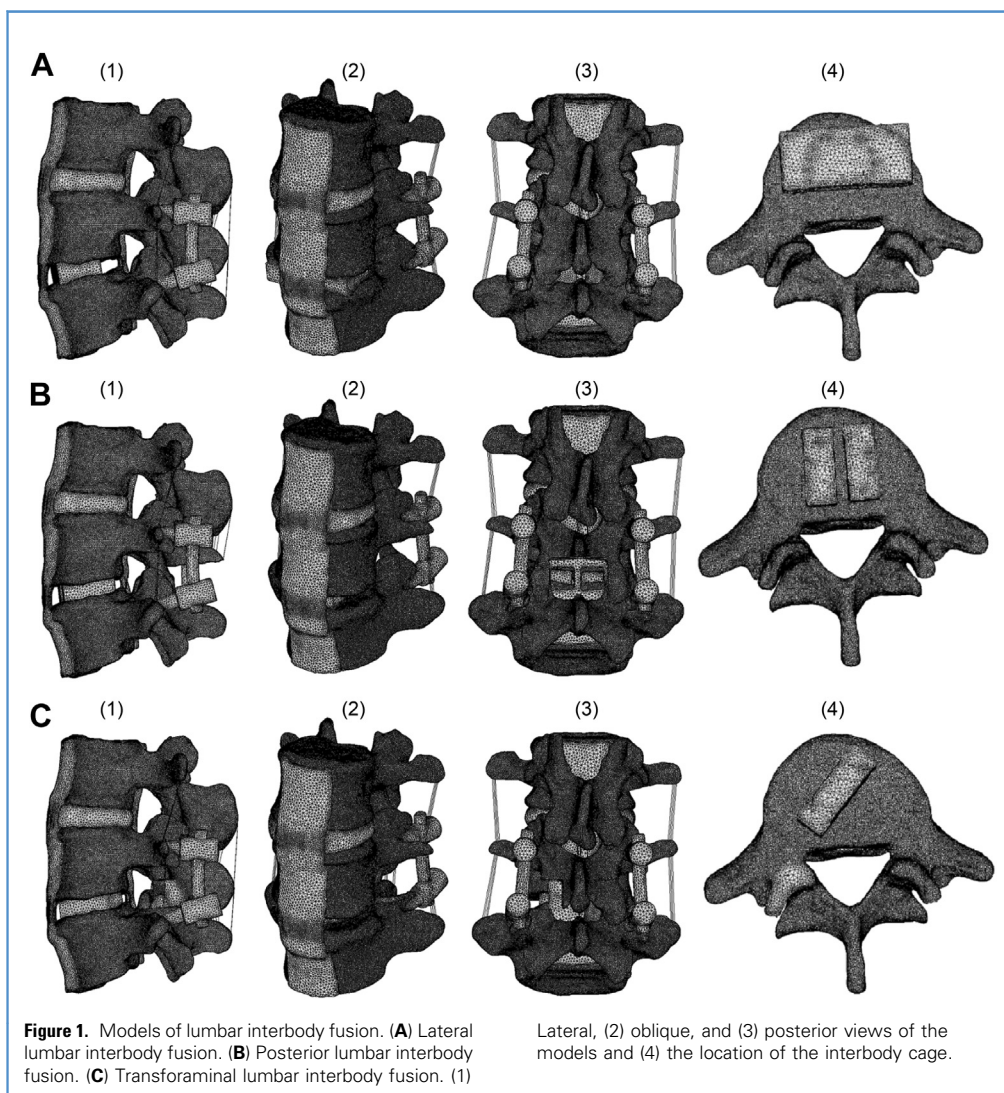 A
(1)
(2)
(3)
(4)
B
(1)
(2)
(3)
(4)
C
(1)
(2)
(3)
(4)
Figure 1. Models of lumbar interbody fusion. (A) Lateral
lumbar interbody fusion. (B) Posterior lumbar interbody
fusion. (C) Transforaminal lumbar interbody fusion. (1)
Lateral, (2) oblique, and (3) posterior views of the
models and (4) the location of the interbody cage.